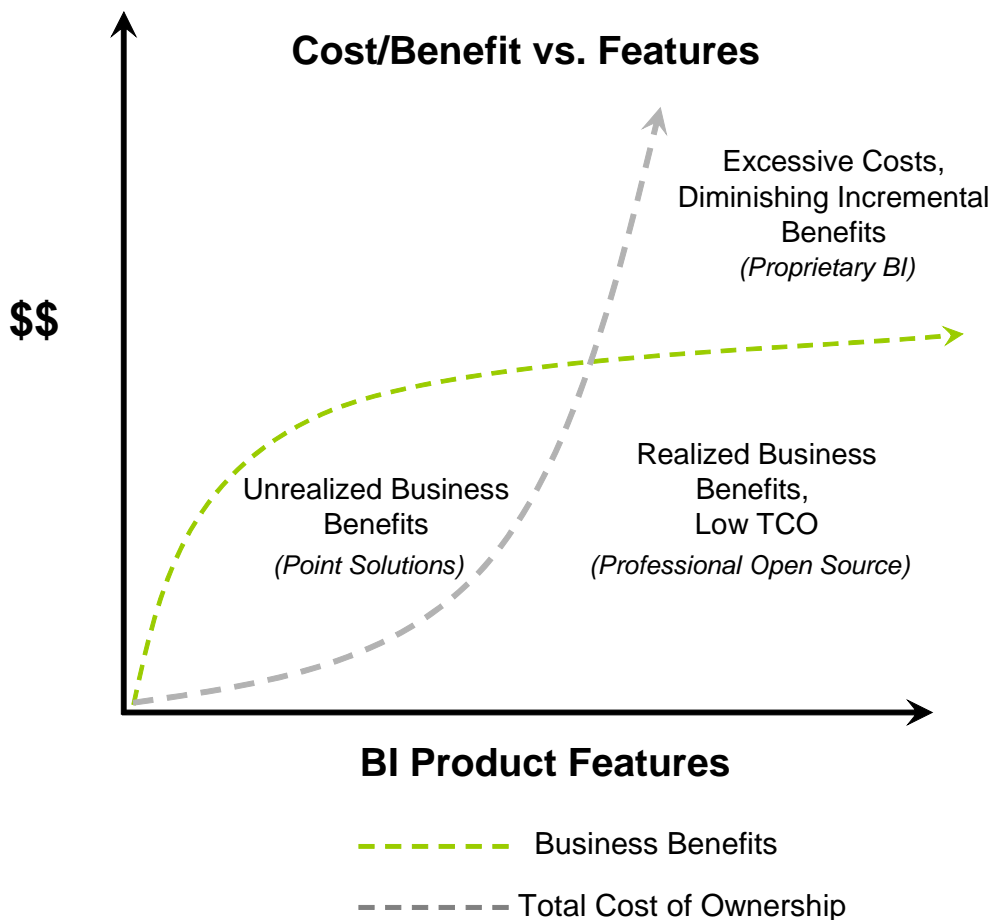 Cost/Benefit vs. Features
Excessive Costs,
Diminishing Incremental
Benefits
(Proprietary BI)
$$
Realized Business
Benefits,
Low TCO
(Professional Open Source)
Unrealized Business
Benefits
(Point Solutions)
BI Product Features
Business Benefits
Total Cost of Ownership